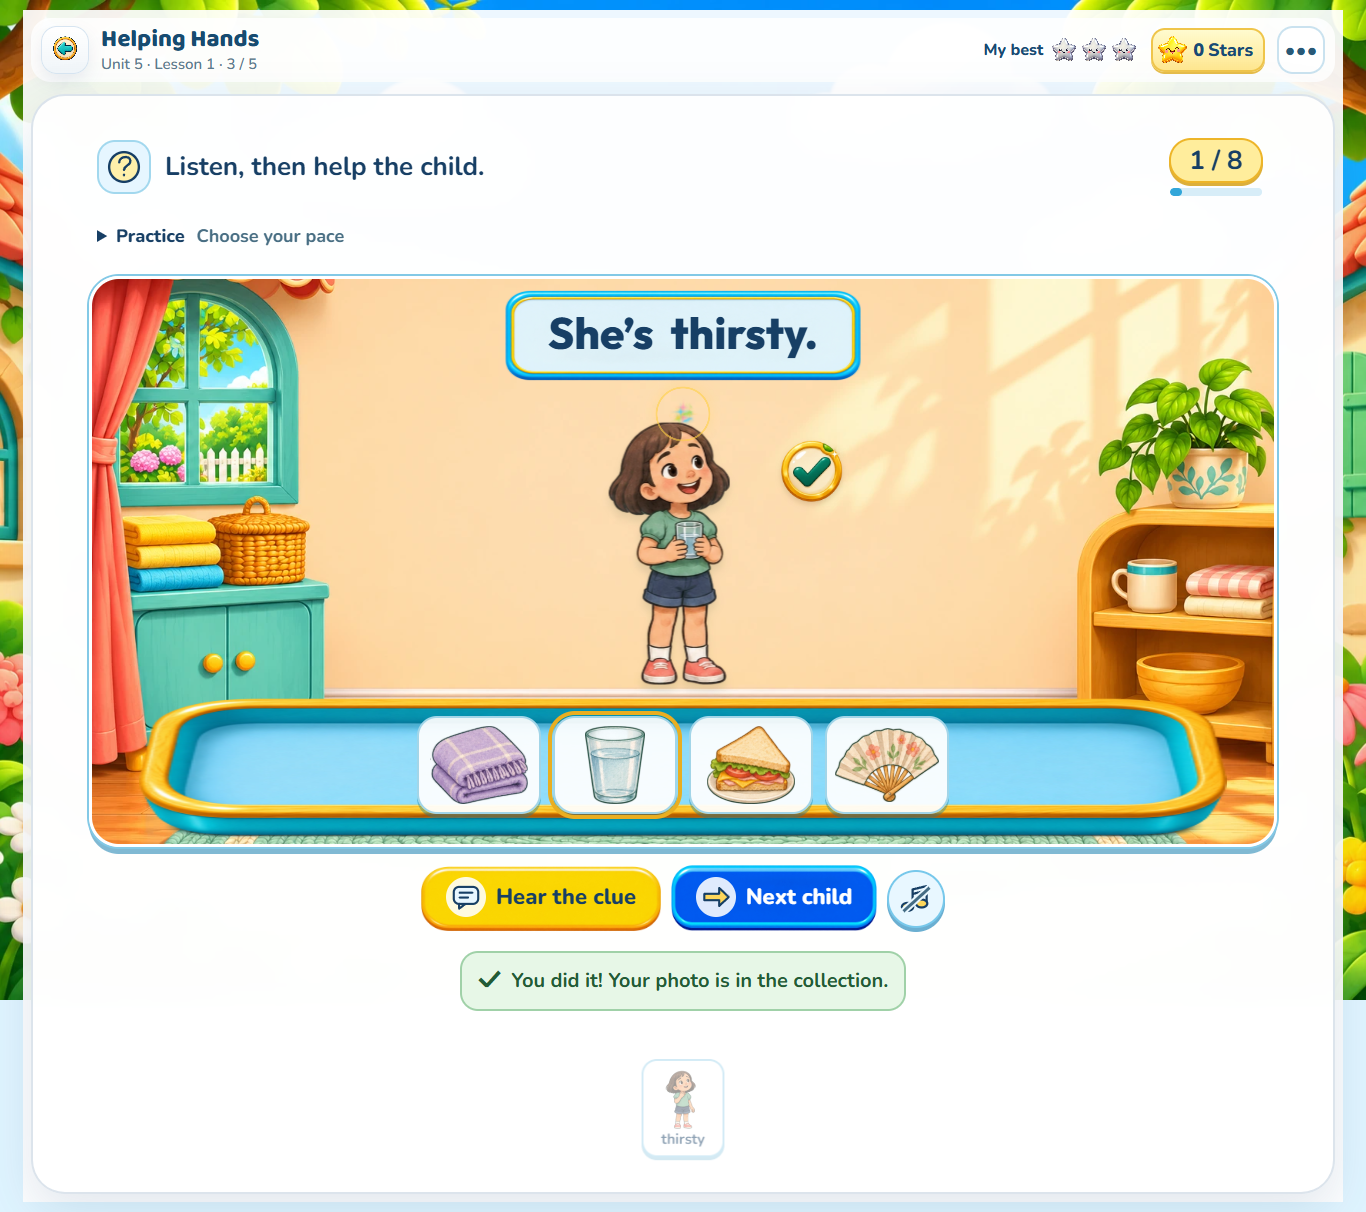 Helping Hands
Unit 5 · Lesson 1 · 3 / 5
My best
0 Stars
Listen, then help the child.
1 / 8
Practice Choose your pace
She’s thirsty.
Hear the clue
Next child
You did it! Your photo is in the collection.
thirsty